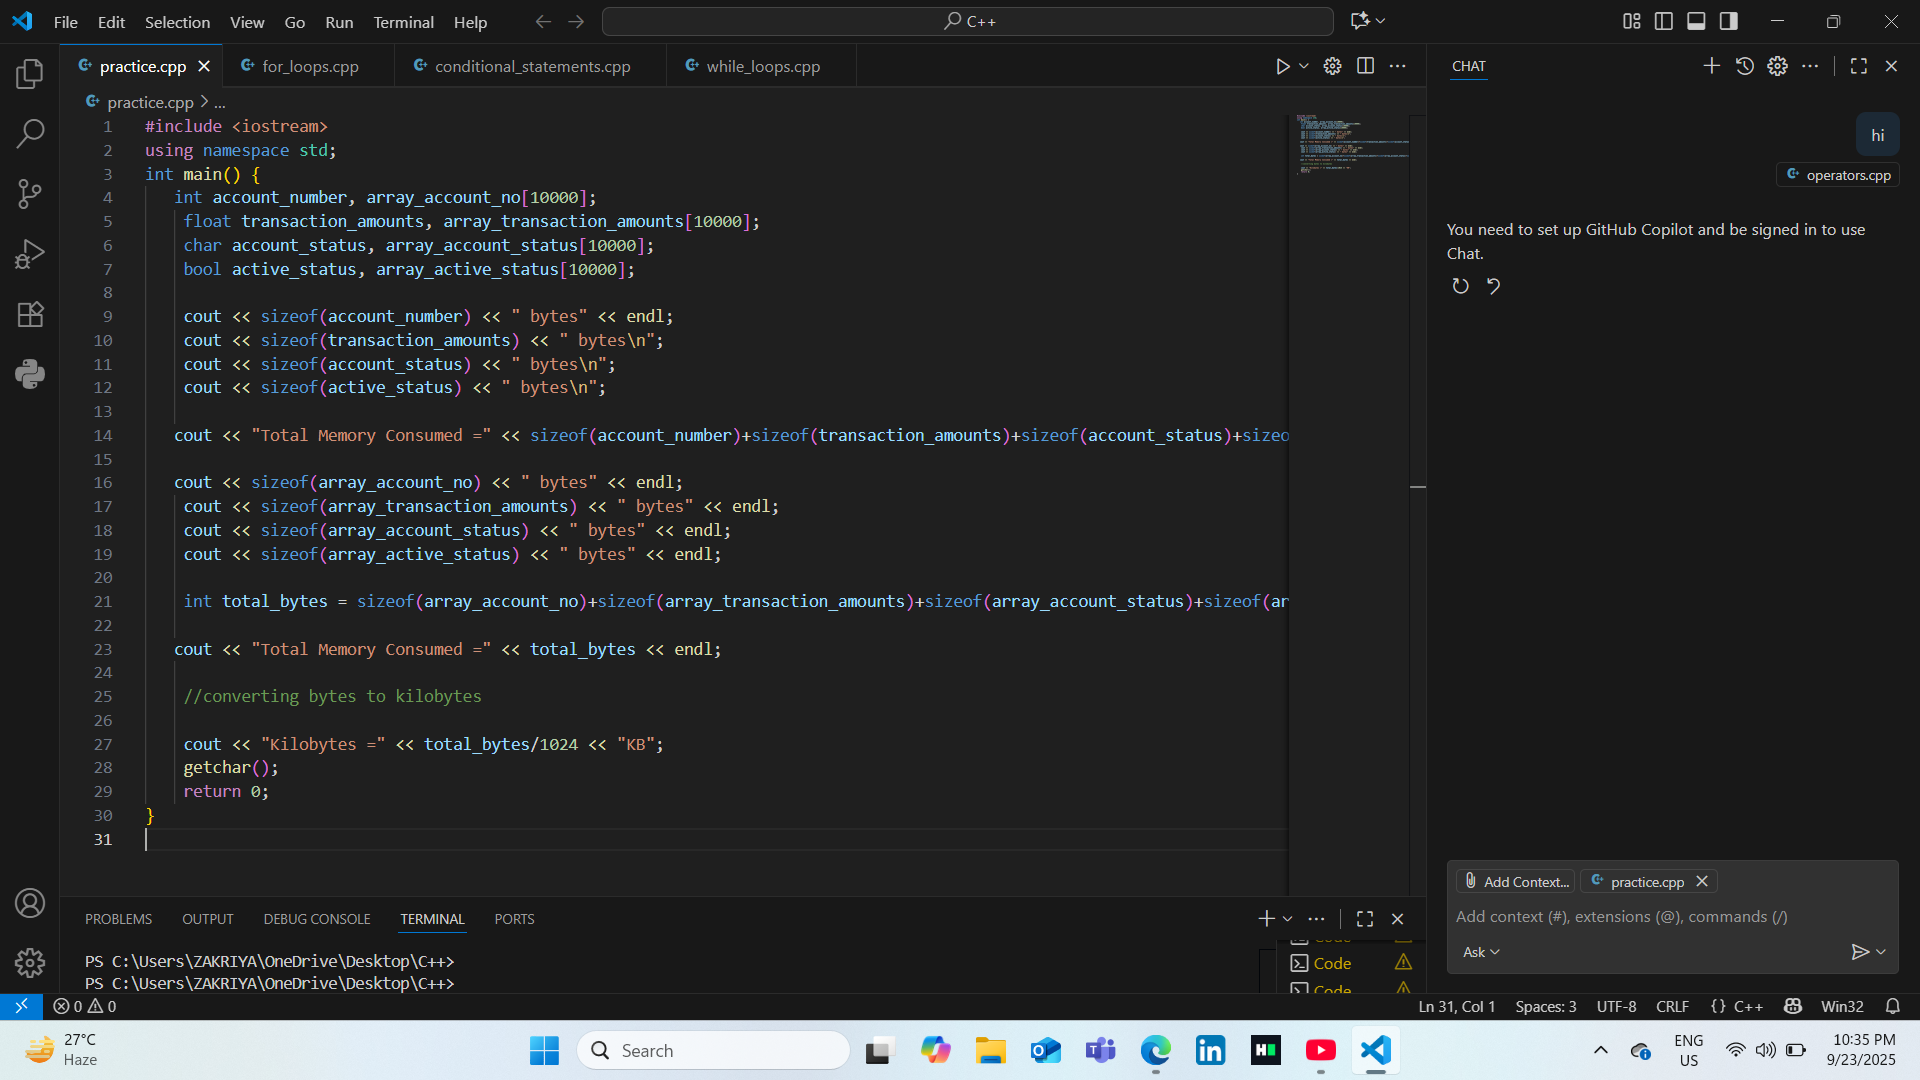 File Edit Selection View Go Run Terminal Help
C++
practice.cpp for_loops.cpp conditional_statements.cpp while_loops.cpp
practice.cpp > ...
1 #include <iostream>
2 using namespace std;
3 int main() {
4 int account_number, array_account_no[10000];
5 float transaction_amounts, array_transaction_amounts[10000];
6 char account_status, array_account_status[10000];
7 bool active_status, array_active_status[10000];
8
9 cout << sizeof(account_number) << " bytes" << endl;
10 cout << sizeof(transaction_amounts) << " bytes\n";
11 cout << sizeof(account_status) << " bytes\n";
12 cout << sizeof(active_status) << " bytes\n";
13
14 cout << "Total Memory Consumed =" << sizeof(account_number)+sizeof(transaction_amounts)+sizeof(account_status)+sizeo
15
16 cout << sizeof(array_account_no) << " bytes" << endl;
17 cout << sizeof(array_transaction_amounts) << " bytes" << endl;
18 cout << sizeof(array_account_status) << " bytes" << endl;
19 cout << sizeof(array_active_status) << " bytes" << endl;
20
21 int total_bytes = sizeof(array_account_no)+sizeof(array_transaction_amounts)+sizeof(array_account_status)+sizeof(ar
22
23 cout << "Total Memory Consumed =" << total_bytes << endl;
24
25 //converting bytes to kilobytes
26
27 cout << "Kilobytes =" << total_bytes/1024 << "KB";
28 getchar();
29 return 0;
30 }
31
PROBLEMS OUTPUT DEBUG CONSOLE TERMINAL PORTS
PS C:\Users\ZAKRIYA\OneDrive\Desktop\C++>
PS C:\Users\ZAKRIYA\OneDrive\Desktop\C++>
Code
Code
CHAT
hi
operators.cpp
You need to set up GitHub Copilot and be signed in to use
Chat.
Add Context... practice.cpp
Add context (#), extensions (@), commands (/)
Ask
0 0
Ln 31, Col 1 Spaces: 3 UTF-8 CRLF {} C++ Win32
27°C
Haze
Search
ENG
US
10:35 PM
9/23/2025